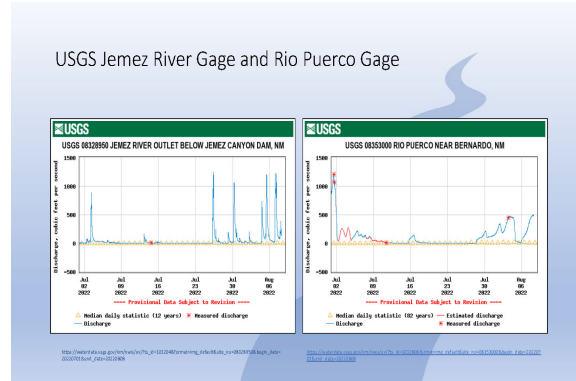 USGS Jemez River Gage and Rio Puerco Gage
USGS
USGS 08328950 JEMEZ RIVER OUTLET BELOW JEMEZ CANYON DAM, NM
Discharge, cubic feet per second
1500
1000
500
0
-500
Jul 02 2022
Jul 09 2022
Jul 16 2022
Jul 23 2022
Jul 30 2022
Aug 06 2022
---- Provisional Data Subject to Revision ----
Median daily statistic (12 years)
Measured discharge
Discharge
USGS
USGS 08353000 RIO PUERCO NEAR BERNARDO, NM
Discharge, cubic feet per second
1500
1000
500
0
-500
Jul 02 2022
Jul 09 2022
Jul 16 2022
Jul 23 2022
Jul 30 2022
Aug 06 2022
---- Provisional Data Subject to Revision ----
Median daily statistic (82 years)
Estimated discharge
Discharge
Measured discharge